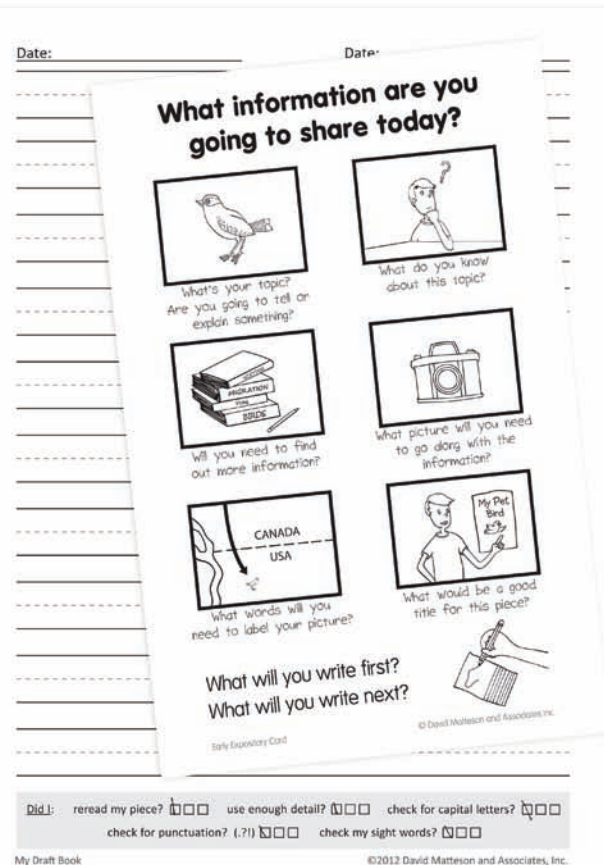 Date:
Date:
What information are you
going to share today?
What's your topic?
Are you going to tell or
explain something?
?
What do you know
about this topic?
MIGRATION
BIRDS
Will you need to find
out more information?
What picture will you need
to go along with the
information?
CANADA
USA
What words will you
need to label your picture?
My Pet
Bird
What would be a good
title for this piece?
What will you write first?
What will you write next?
Early Expository Card
© David Matteson and Associates Inc.
Did I: reread my piece? use enough detail? check for capital letters?
check for punctuation? (.?!) check my sight words?
My Draft Book
©2012 David Matteson and Associates, Inc.